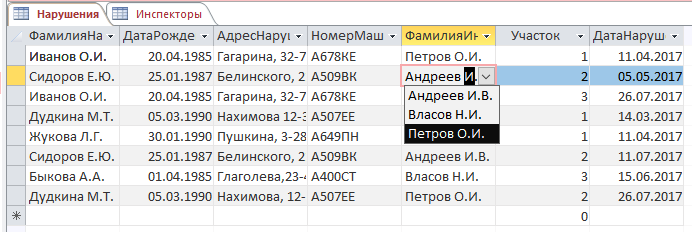 Нарушения Инспекторы
ФамилияНа ДатаРожде АдресНаруш НомерМаш ФамилияИн Участок ДатаНаруш
Иванов О.И. 20.04.1985 Гагарина, 32-7 А678КЕ Петров О.И. 1 11.04.2017
Сидоров Е.Ю. 25.01.1987 Белинского, 2 А509ВК Андреев И. 2 05.05.2017
Иванов О.И. 20.04.1985 Гагарина, 32-7 А678КЕ Андреев И.В. 3 26.07.2017
Дудкина М.Т. 05.03.1990 Нахимова 12-3 А507ЕЕ Власов Н.И. 1 14.03.2017
Жукова Л.Г. 30.01.1990 Пушкина, 3-28 А649ПН Петров О.И. 1 11.04.2017
Сидоров Е.Ю. 25.01.1987 Белинского, 2 А509ВК Андреев И.В. 2 11.07.2017
Быкова А.А. 01.04.1985 Глаголева,23-4 А400СТ Власов Н.И. 3 15.06.2017
Дудкина М.Т. 05.03.1990 Нахимова, 12- А507ЕЕ Петров О.И. 2 26.07.2017
* 0